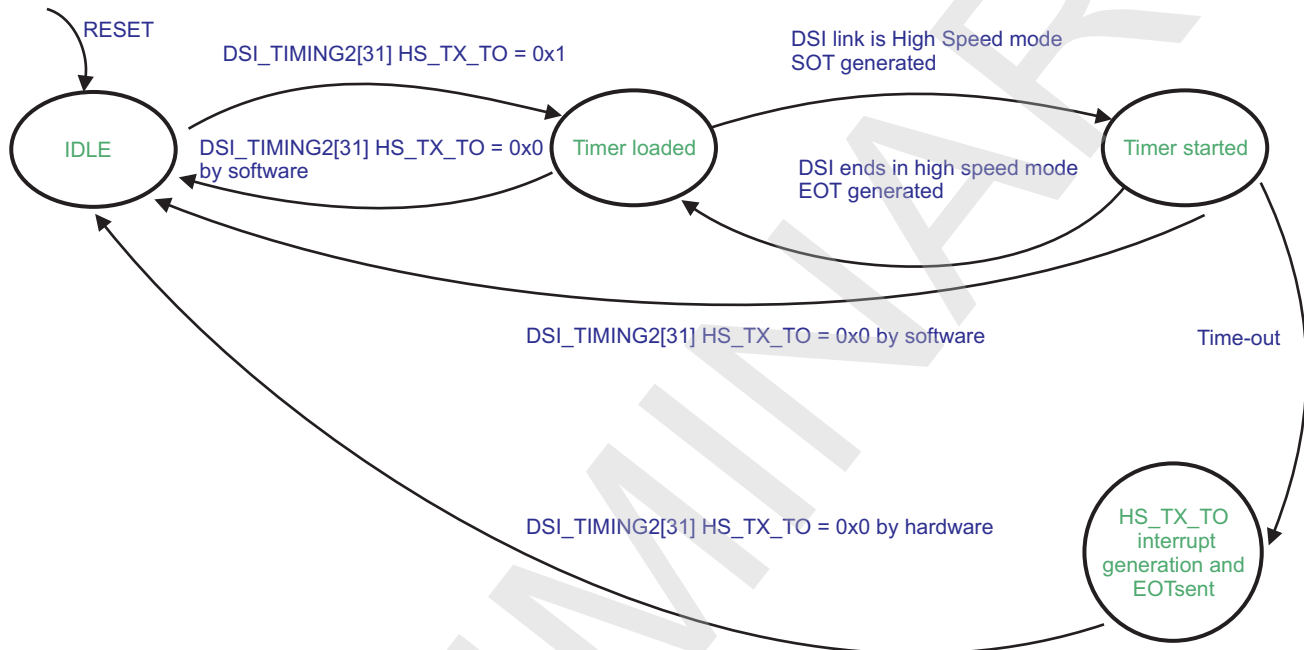 RESET
DSI_TIMING2[31] HS_TX_TO = 0x1
DSI link is High Speed mode
SOT generated
IDLE
DSI_TIMING2[31] HS_TX_TO = 0x0
by software
Timer loaded
DSI ends in high speed mode
EOT generated
Timer started
DSI_TIMING2[31] HS_TX_TO = 0x0 by software
Time-out
DSI_TIMING2[31] HS_TX_TO = 0x0 by hardware
HS_TX_TO
interrupt
generation and
EOTsent
IMINAR